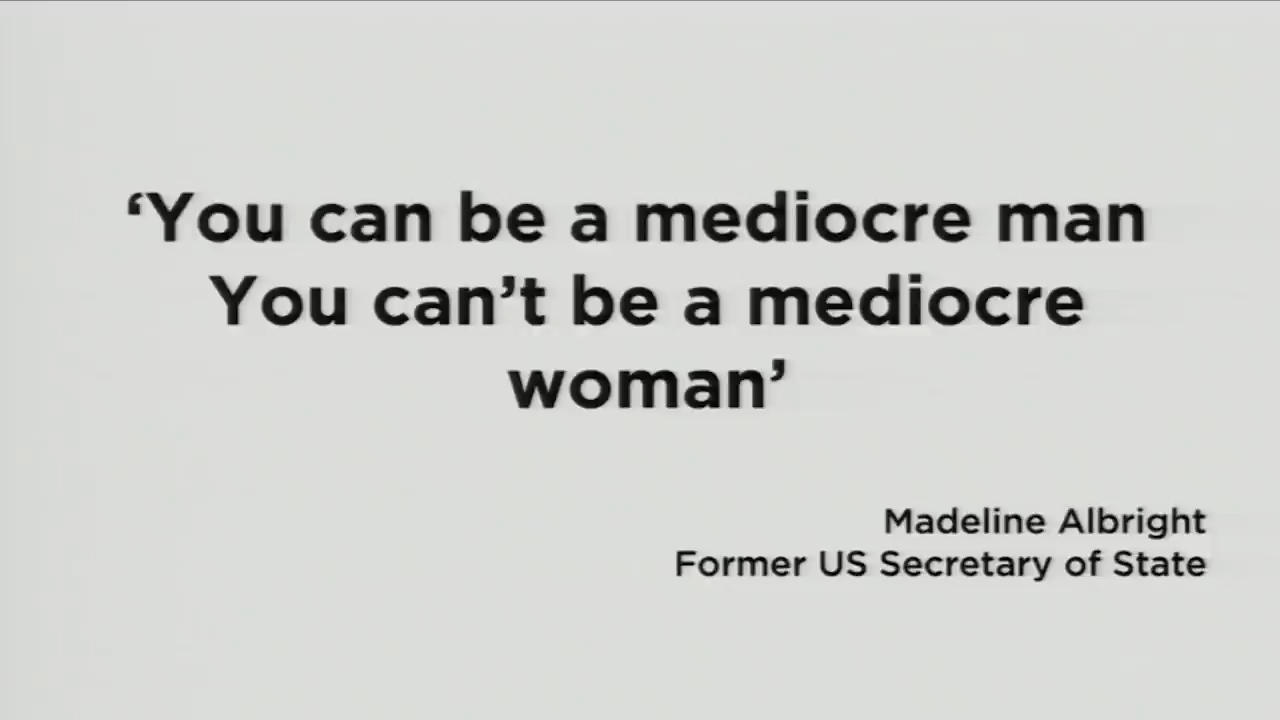 ‘You can be a mediocre man
You can’t be a mediocre
woman’
Madeline Albright
Former US Secretary of State